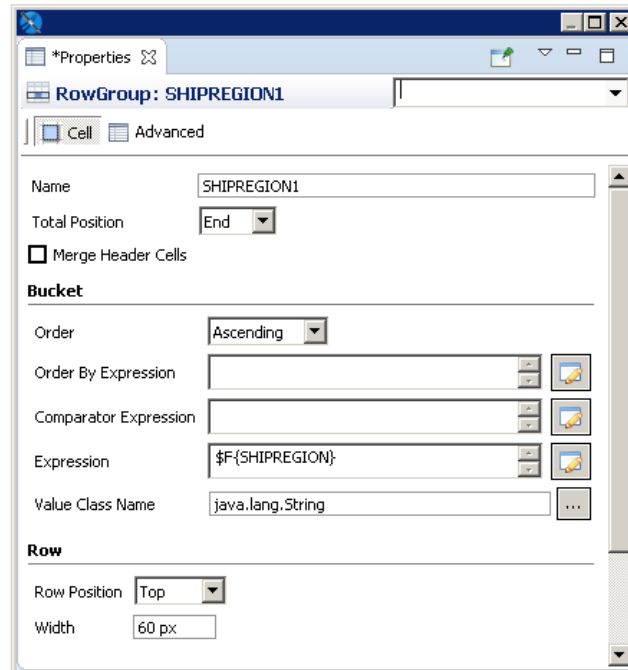 *Properties
RowGroup: SHIPREGION1
Cell Advanced
Name SHIPREGION1
Total Position End
Merge Header Cells
Bucket
Order Ascending
Order By Expression
Comparator Expression
Expression $F{SHIPREGION}
Value Class Name java.lang.String ...
Row
Row Position Top
Width 60 px